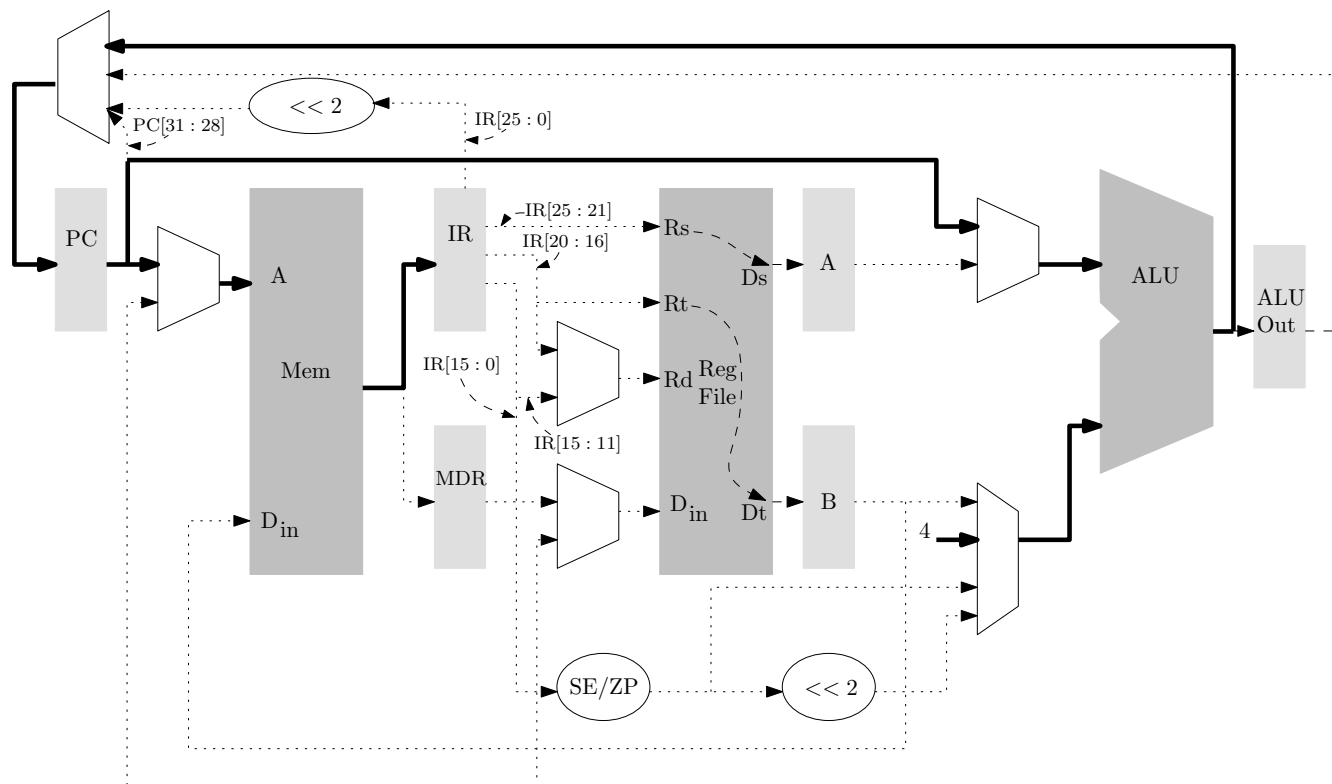 << 2
PC[31 : 28]
IR[25 : 0]
PC
A
Mem
D in
IR
IR[25 : 21]
IR[20 : 16]
IR[15 : 0]
IR[15 : 11]
MDR
Rs
Ds
Rt
Rd
Reg
File
D in
Dt
A
B
4
ALU
ALU
Out
SE/ZP
<< 2